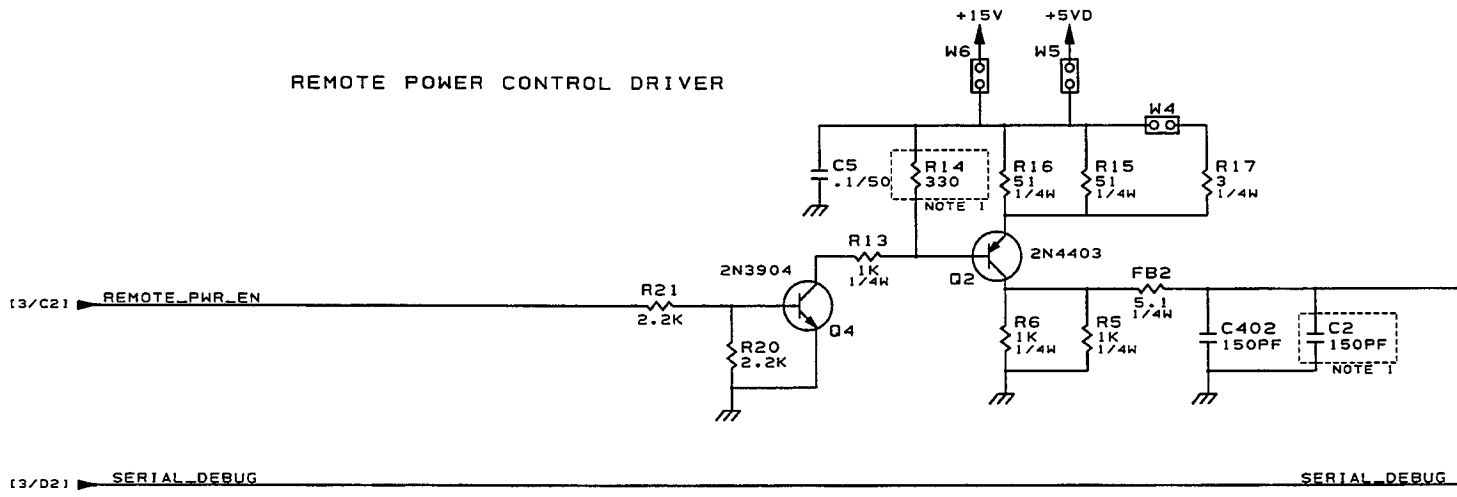 +15V
+5VD
W6
W5
REMOTE POWER CONTROL DRIVER
W4
C5
.1/50
R14
330
NOTE 1
R16
51
1/4W
R15
51
1/4W
R17
3
1/4W
R13
1K
1/4W
2N3904
Q2
2N4403
[3/C2]
REMOTE_PWR_EN
R21
2.2K
Q4
R20
2.2K
FB2
5.1
1/4W
R6
1K
1/4W
R5
1K
1/4W
C402
150PF
C2
150PF
NOTE 1
[3/D2]
SERIAL_DEBUG
SERIAL_DEBUG